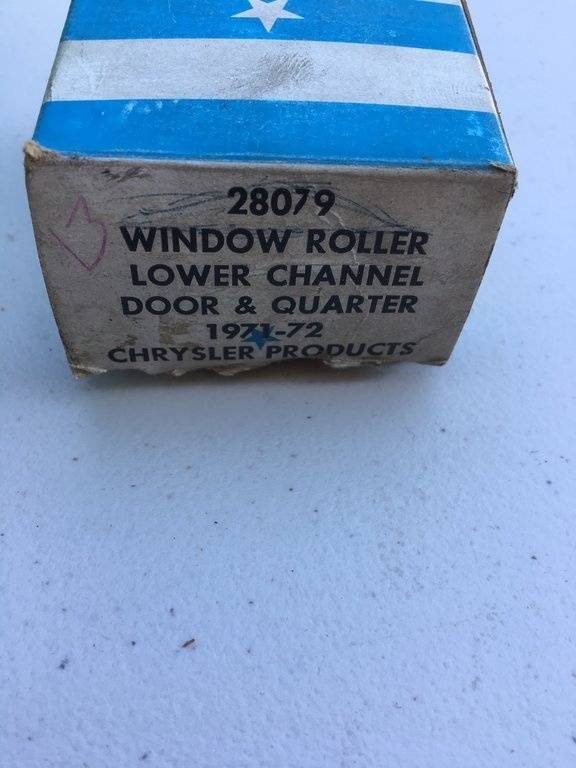 28079
WINDOW ROLLER
LOWER CHANNEL
DOOR & QUARTER
1971-72
CHRYSLER PRODUCTS